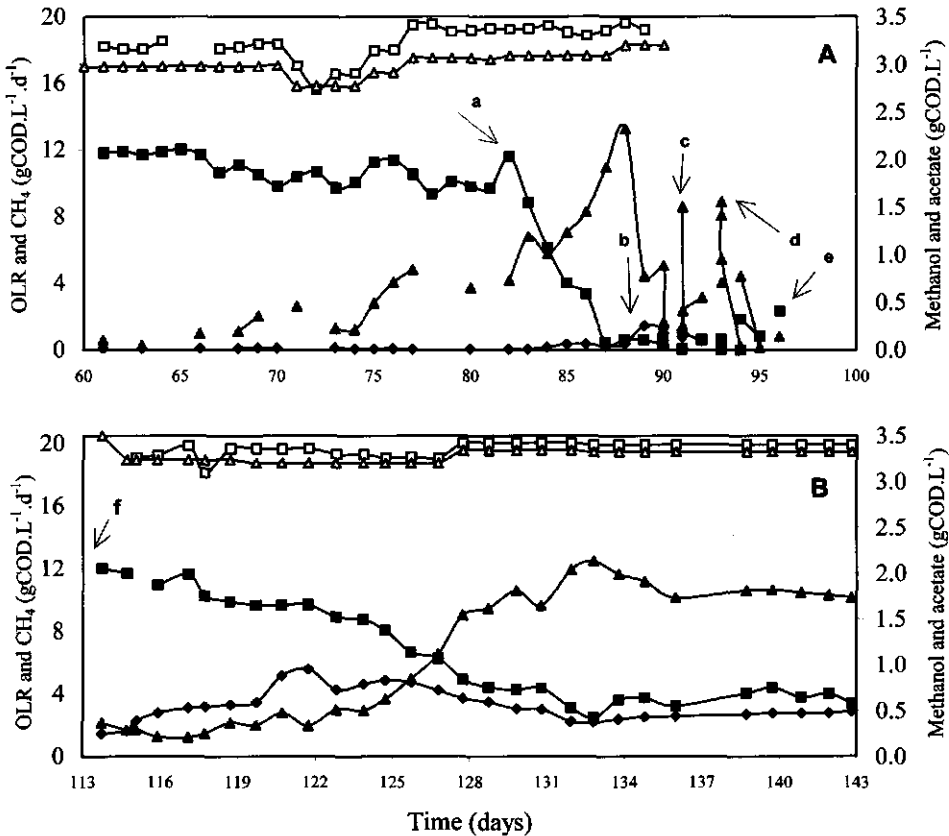 20
16
12
8
4
0
OLR and CH₄ (gCOD.L⁻¹.d⁻¹)
3.5
3.0
2.5
2.0
1.5
1.0
0.5
0.0
Methanol and acetate (gCOD.L⁻¹)
A
a
b
c
d
e
60 65 70 75 80 85 90 95 100
20
16
12
8
4
0
OLR and CH₄ (gCOD.L⁻¹.d⁻¹)
3.5
3.0
2.5
2.0
1.5
1.0
0.5
0.0
Methanol and acetate (gCOD.L⁻¹)
B
f
113 116 119 122 125 128 131 134 137 140 143
Time (days)